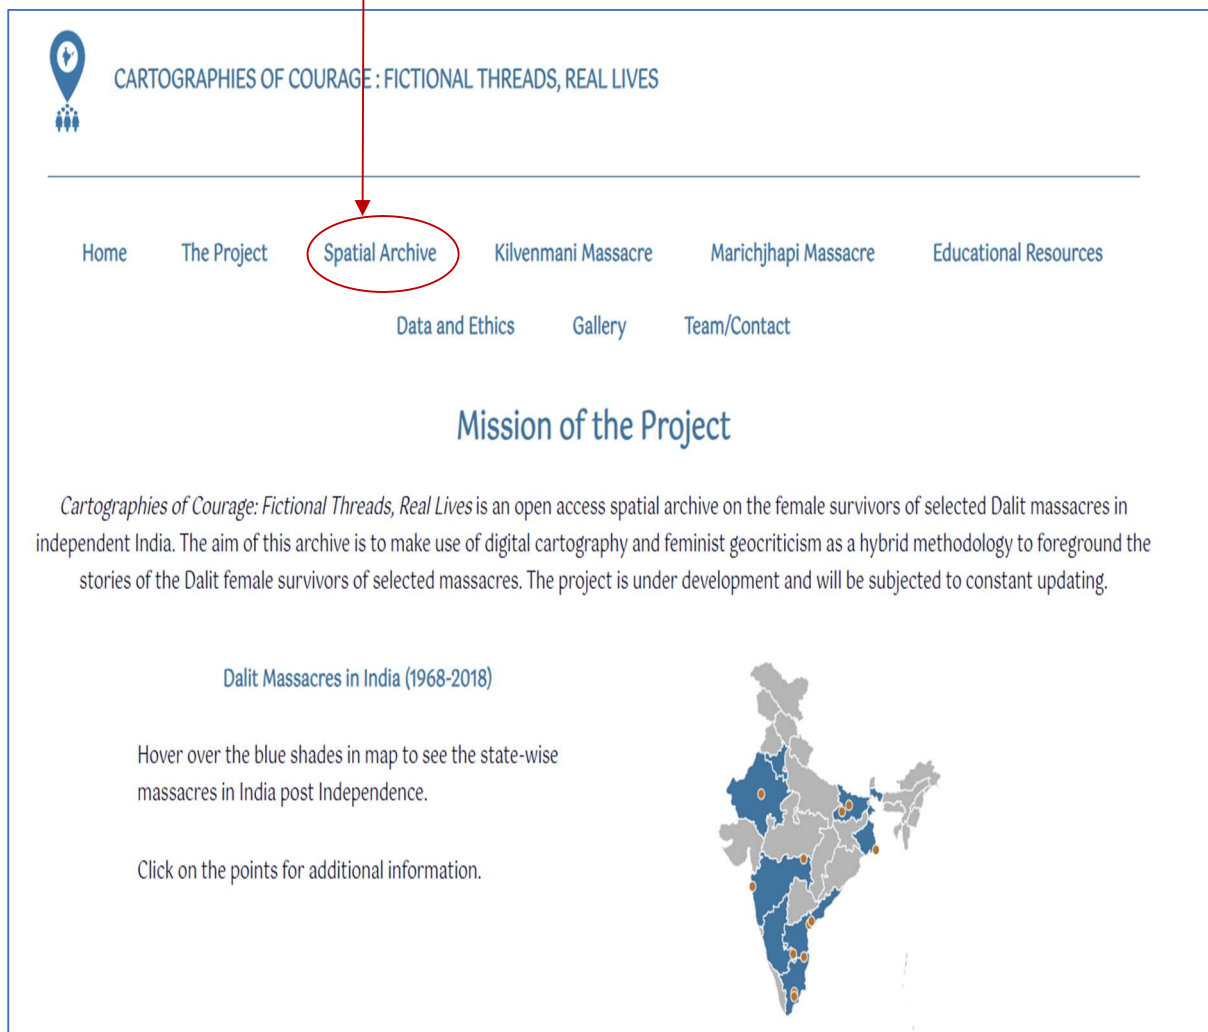 CARTOGRAPHIES OF COURAGE : FICTIONAL THREADS, REAL LIVES
Home The Project Spatial Archive Kilvenmani Massacre Marichjhapi Massacre Educational Resources
Data and Ethics Gallery Team/Contact
Mission of the Project
Cartographies of Courage: Fictional Threads, Real Lives is an open access spatial archive on the female survivors of selected Dalit massacres in
independent India. The aim of this archive is to make use of digital cartography and feminist geocriticism as a hybrid methodology to foreground the
stories of the Dalit female survivors of selected massacres. The project is under development and will be subjected to constant updating.
Dalit Massacres in India (1968-2018)
Hover over the blue shades in map to see the state-wise
massacres in India post Independence.
Click on the points for additional information.